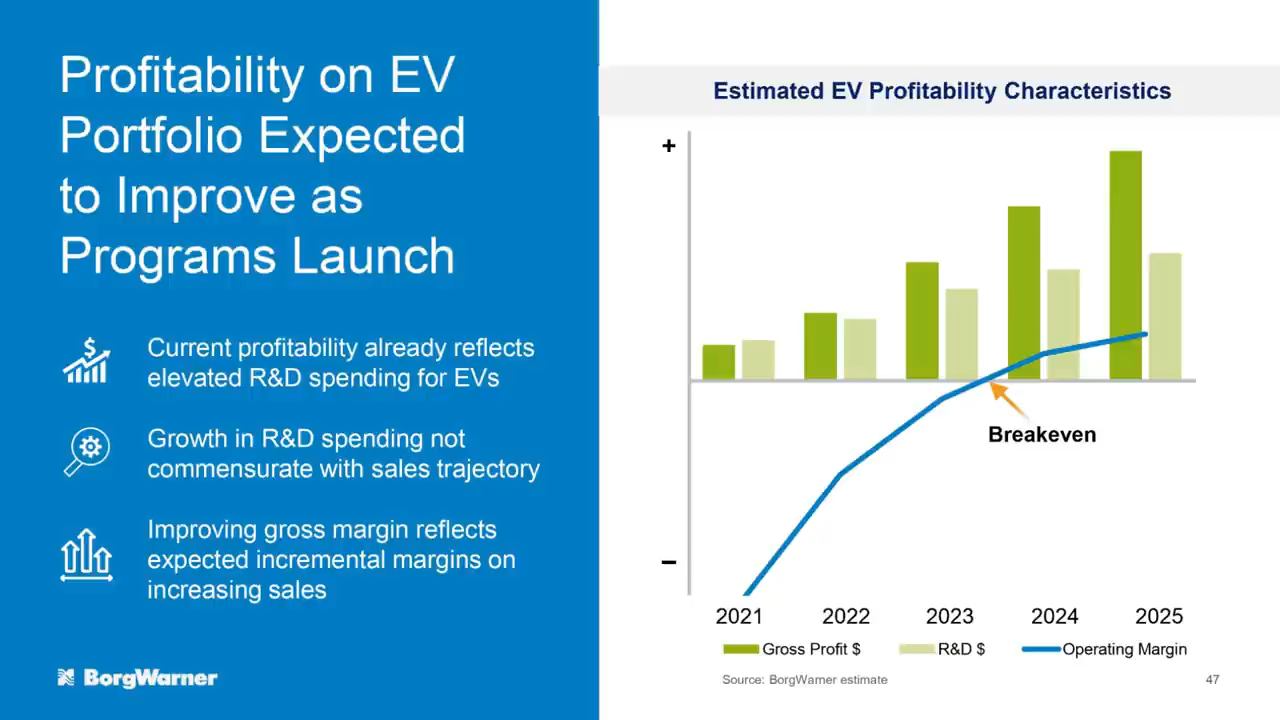 Profitability on EV
Portfolio Expected
to Improve as
Programs Launch
Current profitability already reflects
elevated R&D spending for EVs
Growth in R&D spending not
commensurate with sales trajectory
Improving gross margin reflects
expected incremental margins on
increasing sales
BorgWarner
Estimated EV Profitability Characteristics
+
Breakeven
–
2021 2022 2023 2024 2025
Gross Profit $ R&D $ Operating Margin
Source: BorgWarner estimate
47